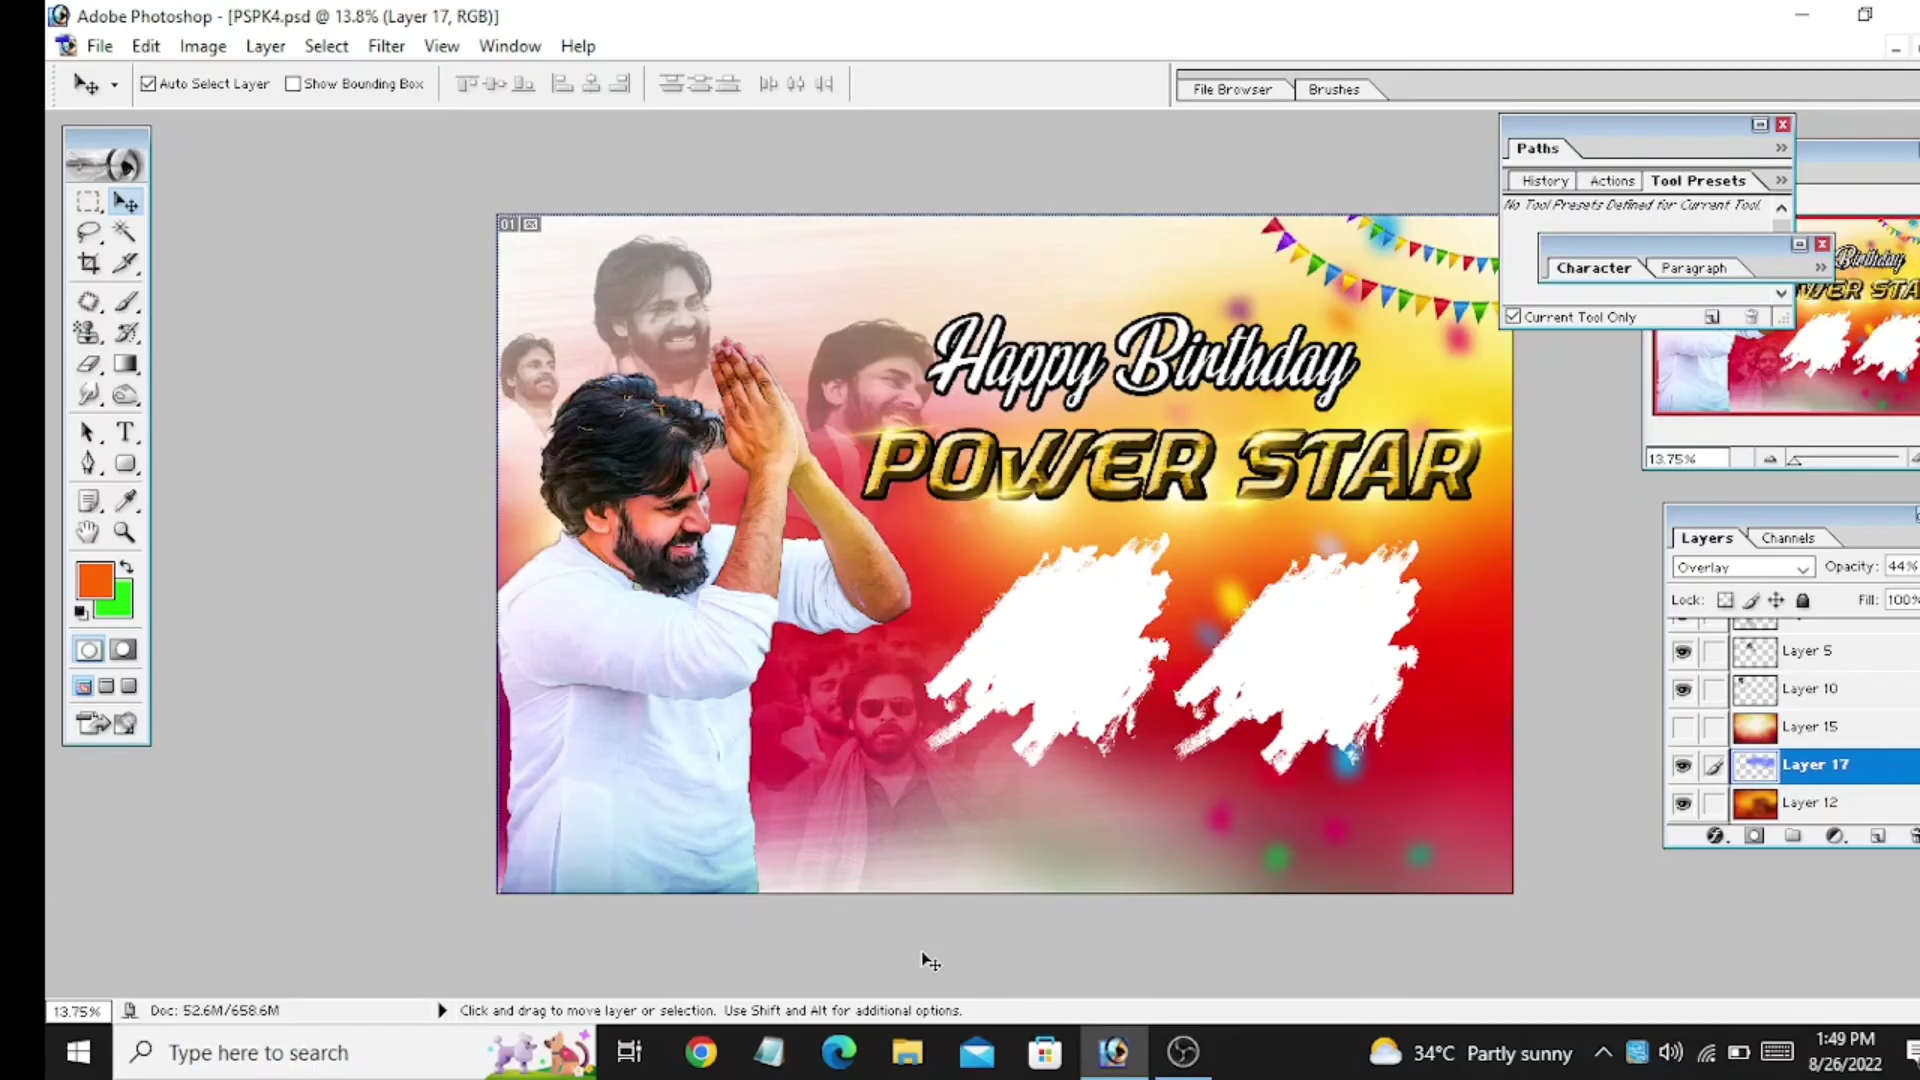 Adobe Photoshop - [PSPK4.psd @ 13.8% (Layer 17, RGB)]
File Edit Image Layer Select Filter View Window Help
Auto Select Layer Show Bounding Box
File Browser Brushes
Paths
History Actions Tool Presets
No Tool Presets Defined for Current Tool.
Character Paragraph
Current Tool Only
01
Happy Birthday
POWER STAR
Birthday
13.75%
Layers Channels
Overlay Opacity: 44%
Lock: Fill: 100%
Layer 5
Layer 10
Layer 15
Layer 17
Layer 12
13.75% Doc: 52.6M/658.6M Click and drag to move layer or selection. Use Shift and Alt for additional options.
Type here to search
34°C Partly sunny
1:49 PM
8/26/2022